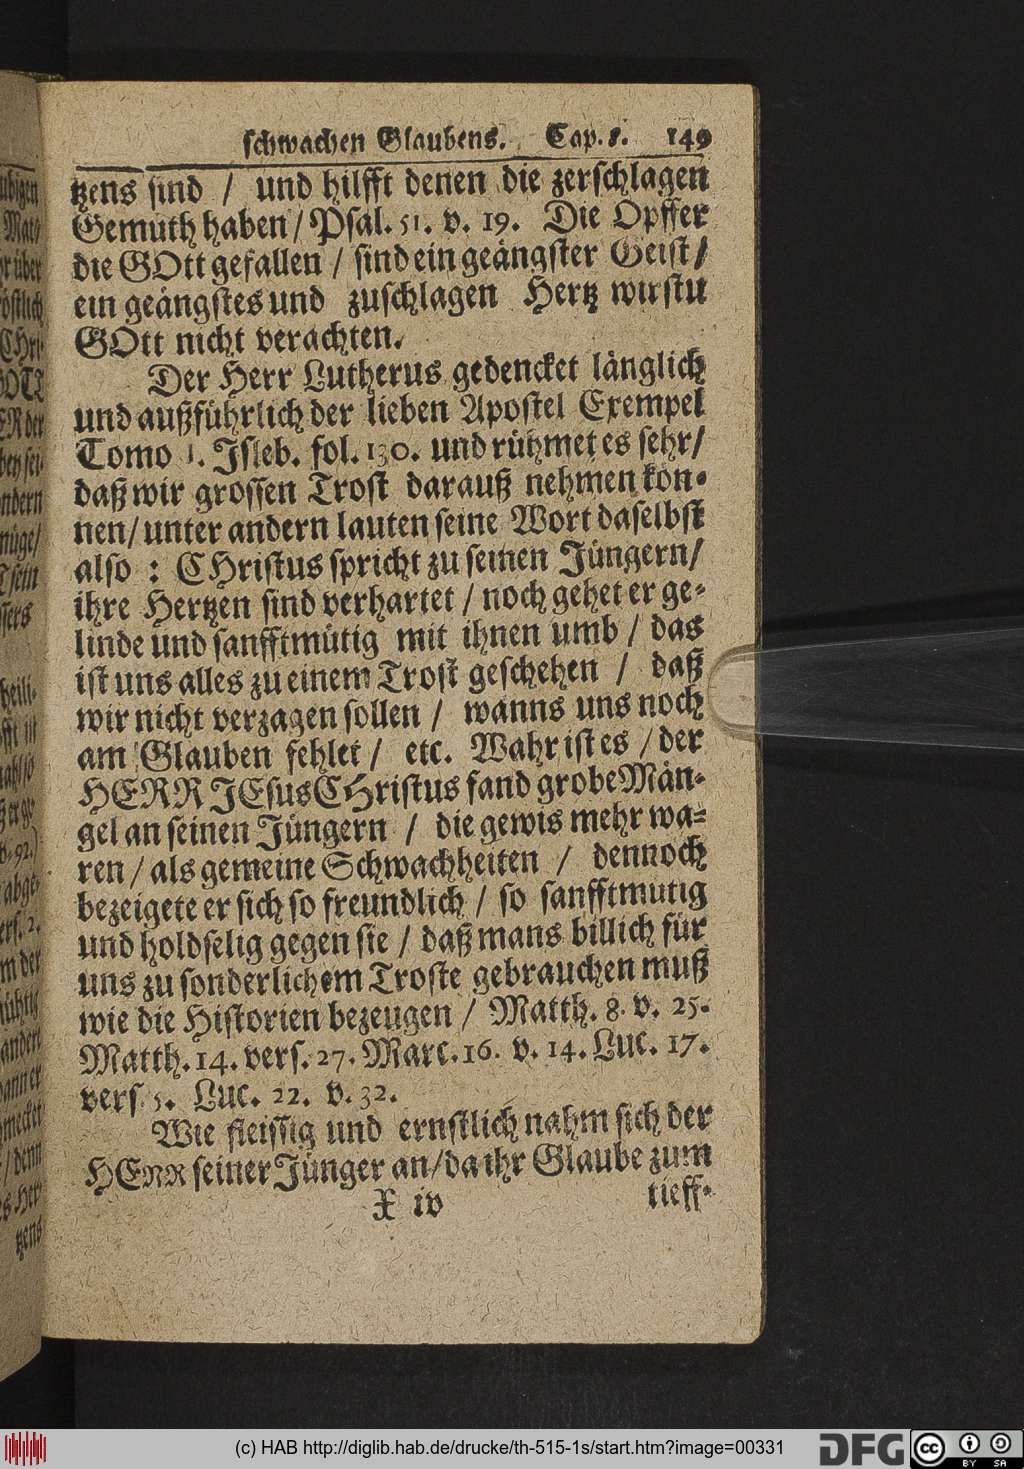 schwachen Glaubens. Cap. 8. 149
tzens sind / und hilfft denen die zerschlagen
Gemüth haben / Psal. 51. v. 19. Die Opffer
die GOtt gefallen / sind ein geängster Geist /
ein geängstes und zuschlagen Hertz wirstu
GOtt nicht verachten.
Der Herr Lutherus gedencket länglich
und außführlich der lieben Apostel Exempel
Tomo 1. Isleb. fol. 130. und rühmet es sehr /
daß wir grossen Trost darauß nehmen kön-
nen / unter andern lauten seine Wort daselbst
also : CHristus spricht zu seinen Jüngern /
ihre Hertzen sind verhartet / noch gehet er ge-
linde und sanfftmütig mit ihnen umb / das
ist uns alles zu einem Trost geschehen / daß
wir nicht verzagen sollen / wanns uns noch
am Glauben fehlet / etc. Wahr ist es / der
HERR JEsus CHristus fand grobe Män-
gel an seinen Jüngern / die gewis mehr wa-
ren / als gemeine Schwachheiten / dennoch
bezeigete er sich so freundlich / so sanfftmütig
und holdselig gegen sie / daß mans billich für
uns zu sonderlichem Troste gebrauchen muß
wie die Historien bezeugen / Matth. 8. v. 25.
Matth. 14. vers. 27. Marc. 16. v. 14. Luc. 17.
vers. 5. Luc. 22. v. 32.
Wie fleissig und ernstlich nahm sich der
HERR seiner Jünger an / da ihr Glaube zum
X iv tieff-
(c) HAB http://diglib.hab.de/drucke/th-515-1s/start.htm?image=00331
DFG
cc BY SA